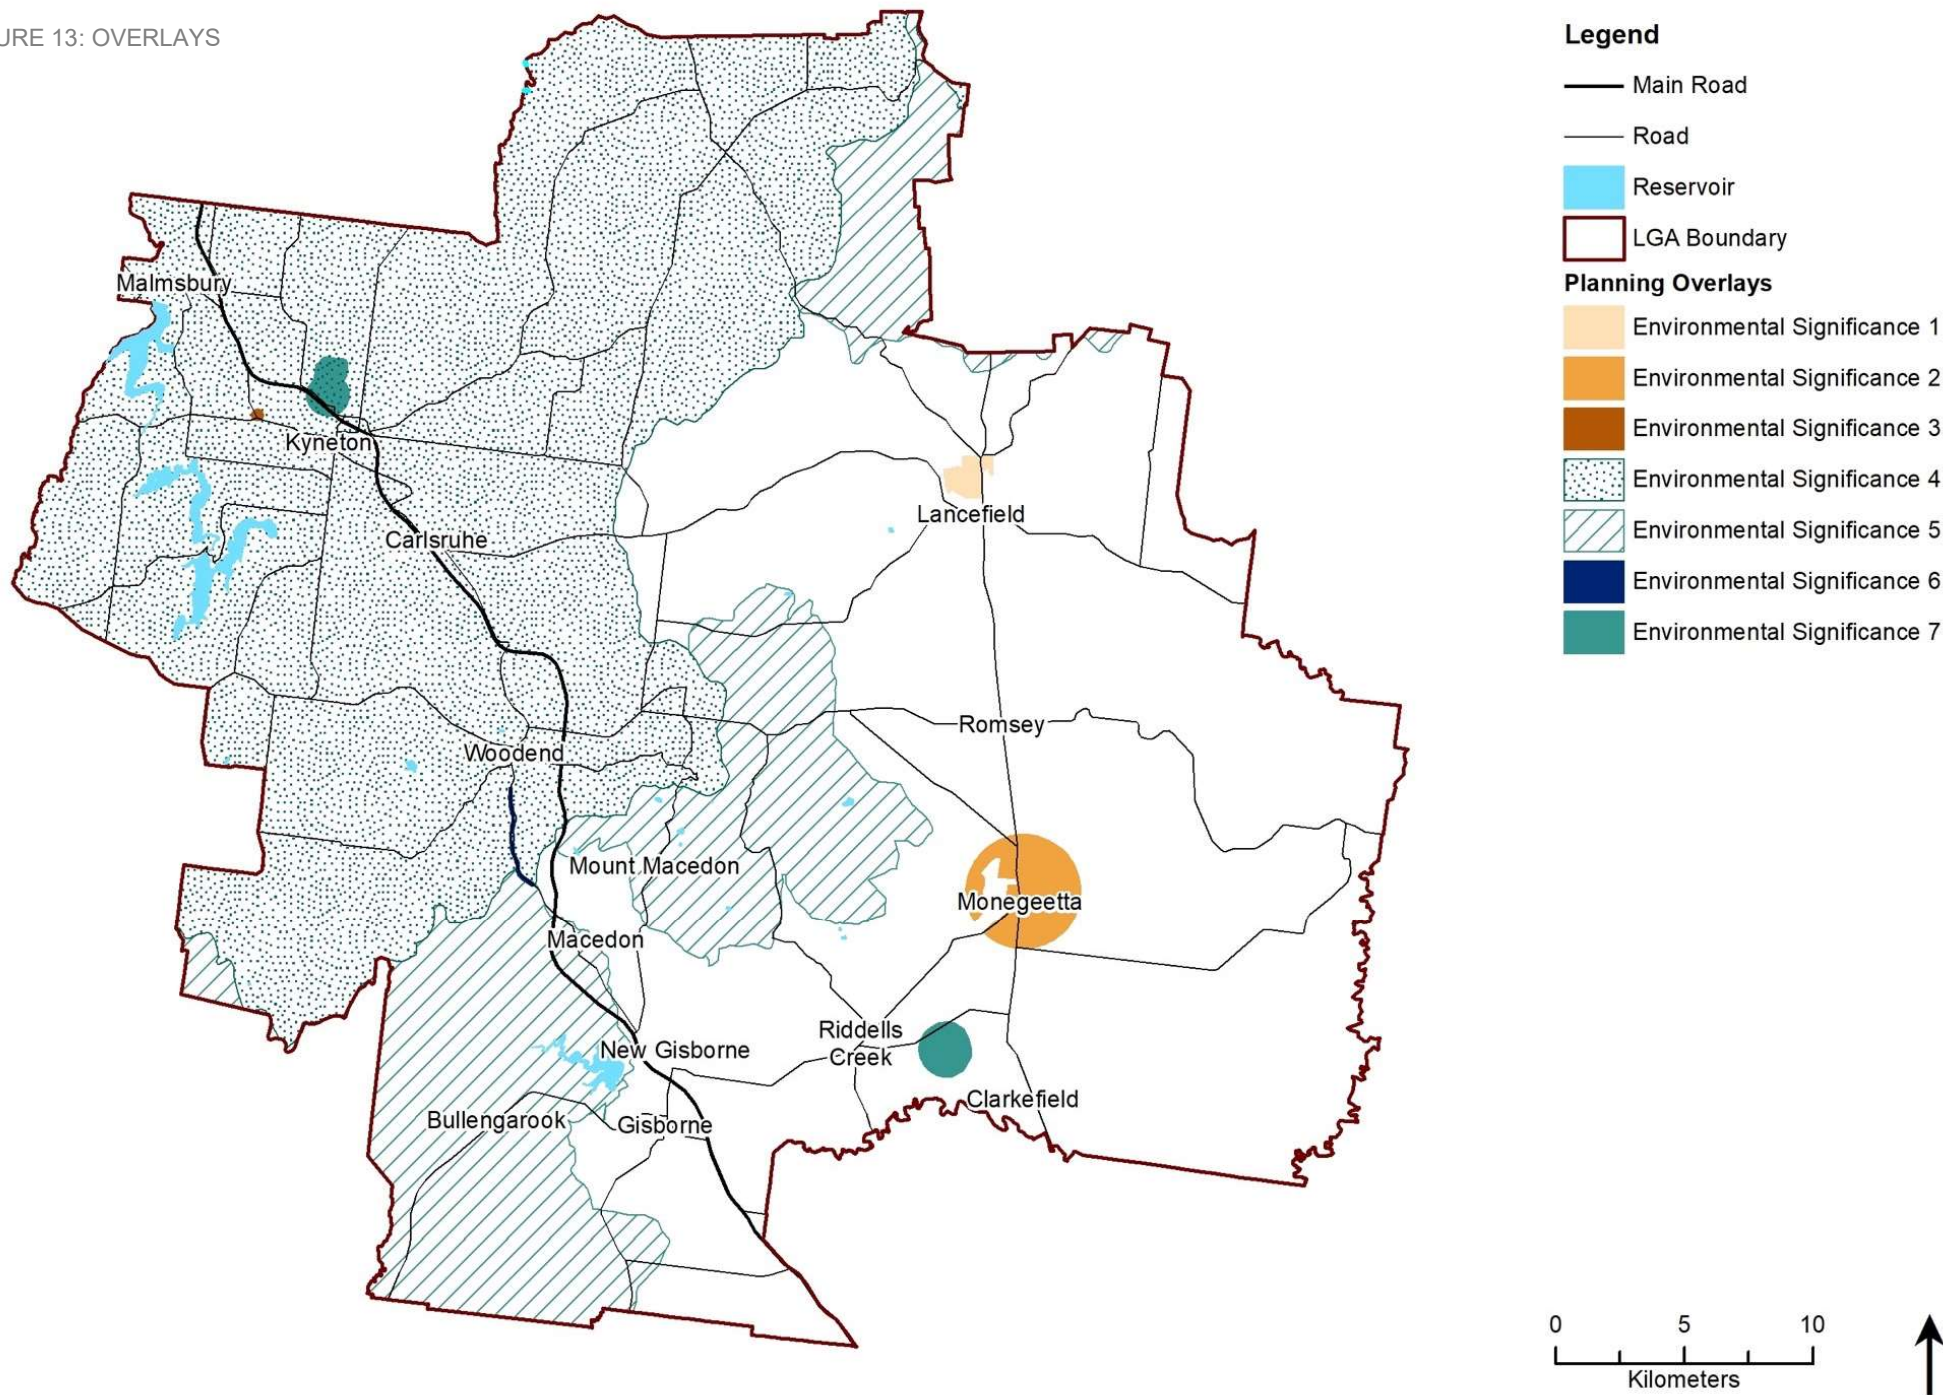 URE 13: OVERLAYS
Malmsbury
Kyneton
Carlsruhe
Lancefield
Romsey
Woodend
Mount Macedon
Monegeetta
Macedon
Riddells
Creek
New Gisborne
Clarkefield
Bullengarook
Gisborne
Legend
Main Road
Road
Reservoir
LGA Boundary
Planning Overlays
Environmental Significance 1
Environmental Significance 2
Environmental Significance 3
Environmental Significance 4
Environmental Significance 5
Environmental Significance 6
Environmental Significance 7
0 5 10
Kilometers